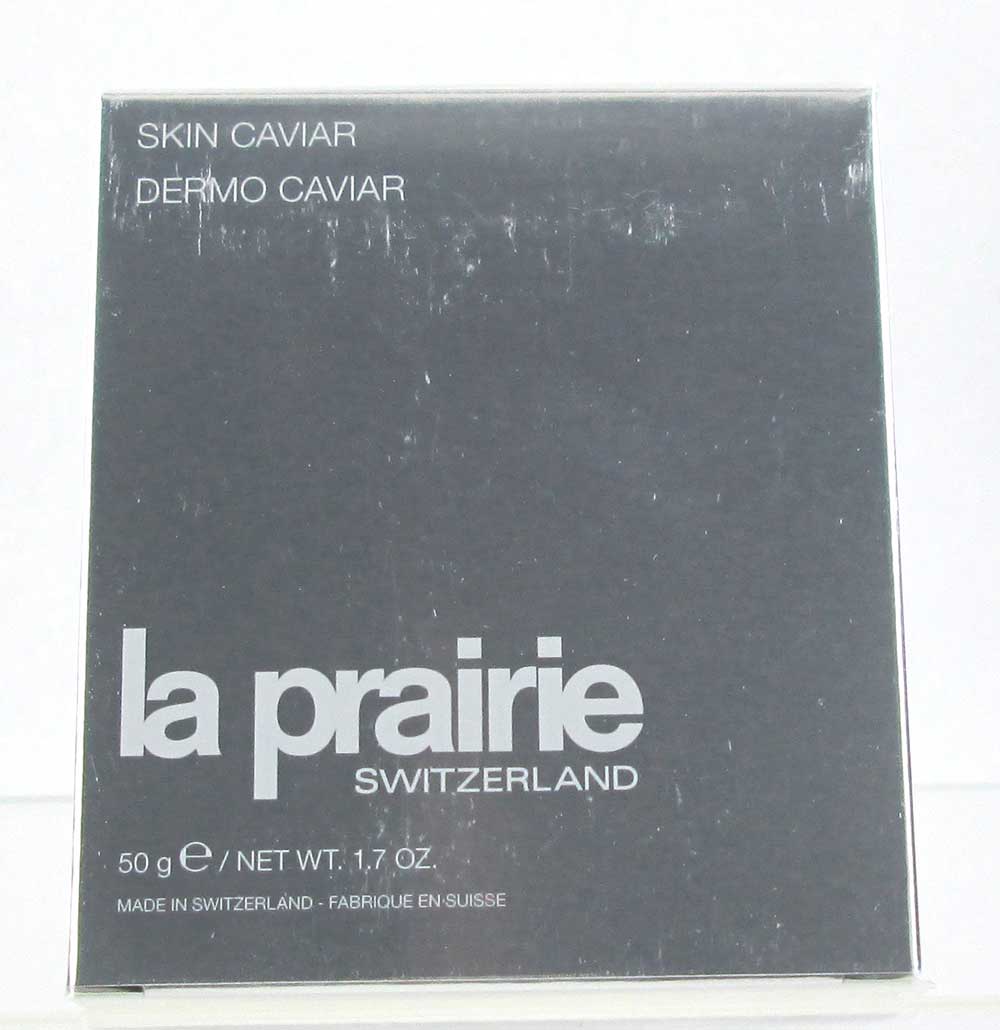 SKIN CAVIAR
DERMO CAVIAR
la prairie
SWITZERLAND
50 g ℮ / NET WT. 1.7 OZ.
MADE IN SWITZERLAND - FABRIQUE EN SUISSE